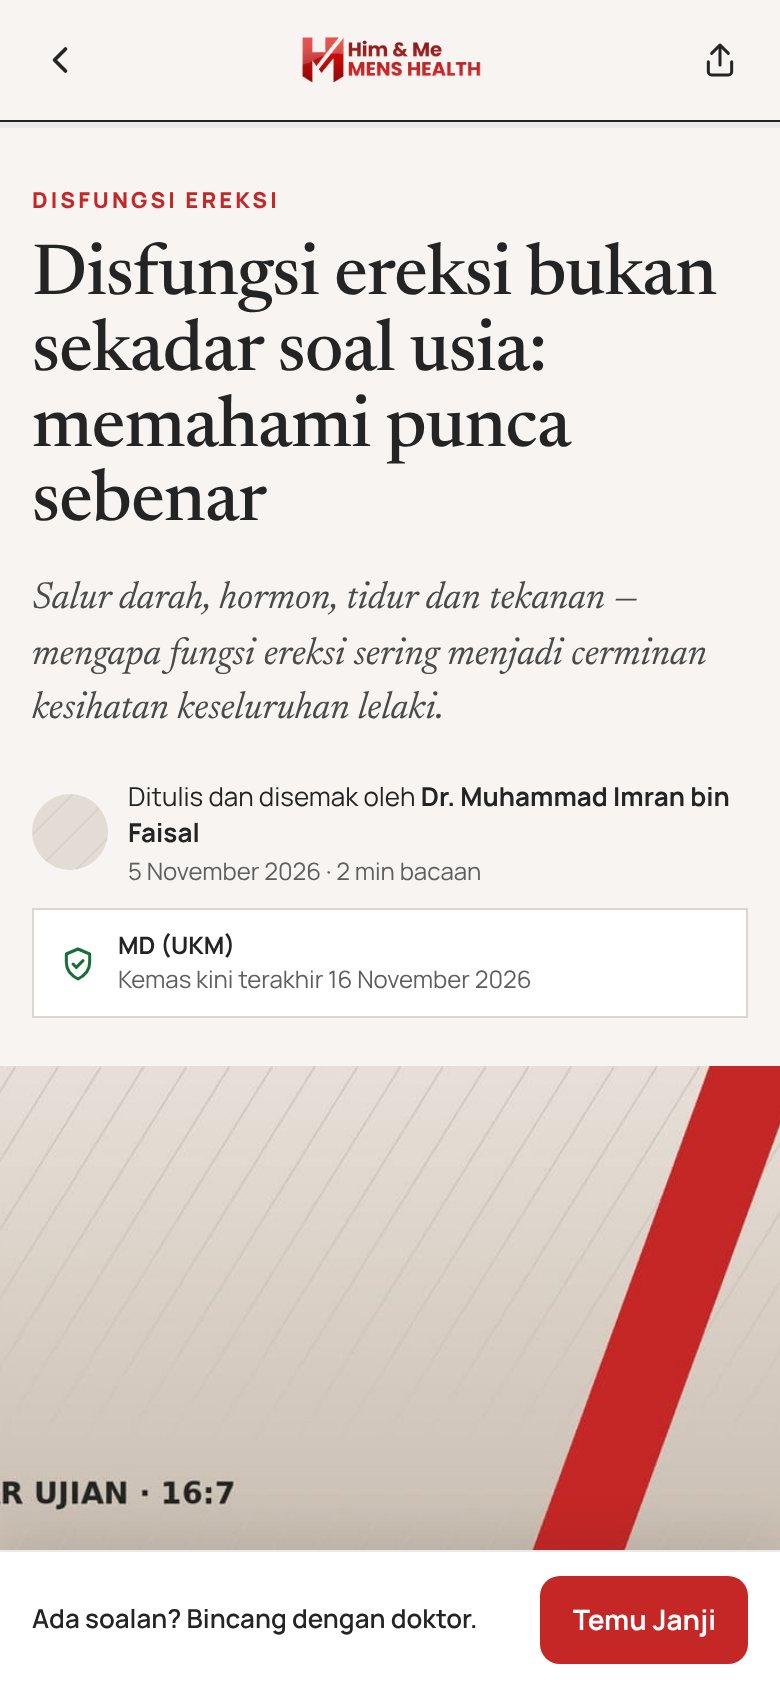 Him & Me
MENS HEALTH
DISFUNGSI EREKSI
Disfungsi ereksi bukan
sekadar soal usia:
memahami punca
sebenar
Salur darah, hormon, tidur dan tekanan –
mengapa fungsi ereksi sering menjadi cerminan
kesihatan keseluruhan lelaki.
Ditulis dan disemak oleh Dr. Muhammad Imran bin
Faisal
5 November 2026 · 2 min bacaan
MD (UKM)
Kemas kini terakhir 16 November 2026
R UJIAN · 16:7
Ada soalan? Bincang dengan doktor.
Temu Janji